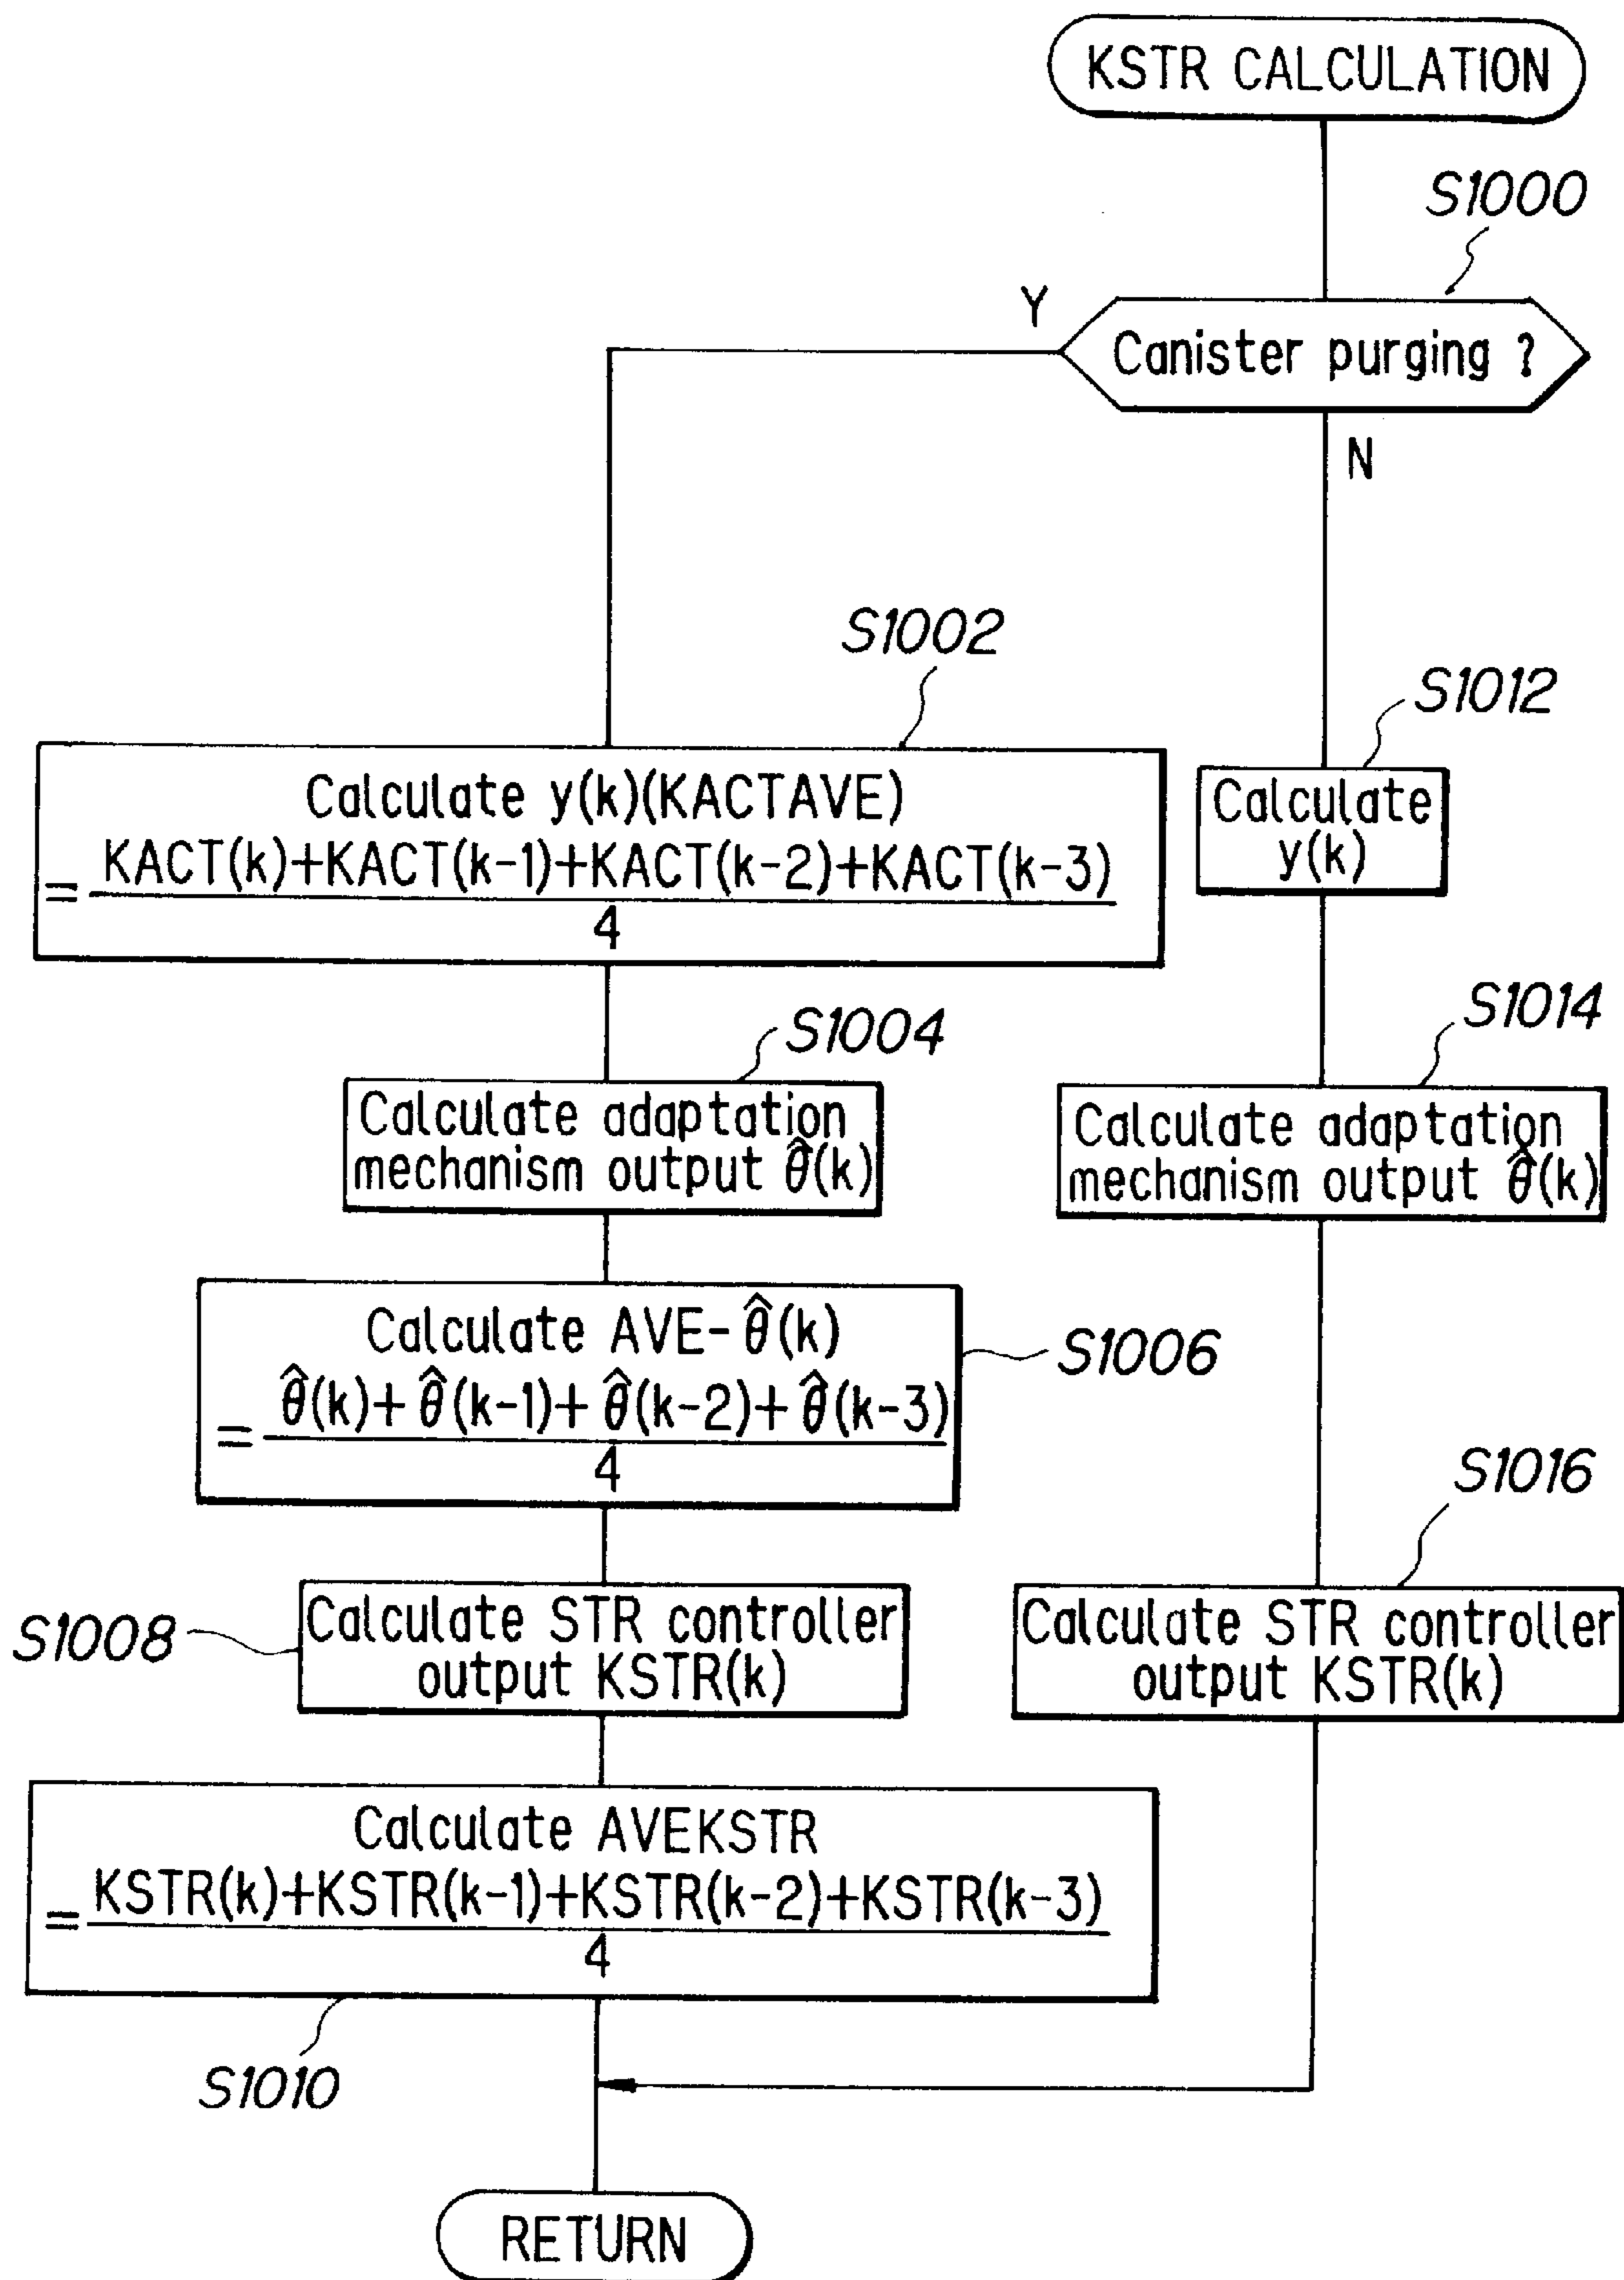 KSTR CALCULATION
S1000
Y
Canister purging ?
N
S1002
Calculate y(k)(KACTAVE)
= KACT(k)+KACT(k-1)+KACT(k-2)+KACT(k-3)
4
S1012
Calculate
y(k)
S1004
Calculate adaptation
mechanism output θ̂(k)
S1014
Calculate adaptation
mechanism output θ̂(k)
Calculate AVE-θ̂(k)
= θ̂(k)+θ̂(k-1)+θ̂(k-2)+θ̂(k-3)
4
S1006
S1008
Calculate STR controller
output KSTR(k)
S1016
Calculate STR controller
output KSTR(k)
Calculate AVEKSTR
= KSTR(k)+KSTR(k-1)+KSTR(k-2)+KSTR(k-3)
4
S1010
RETURN